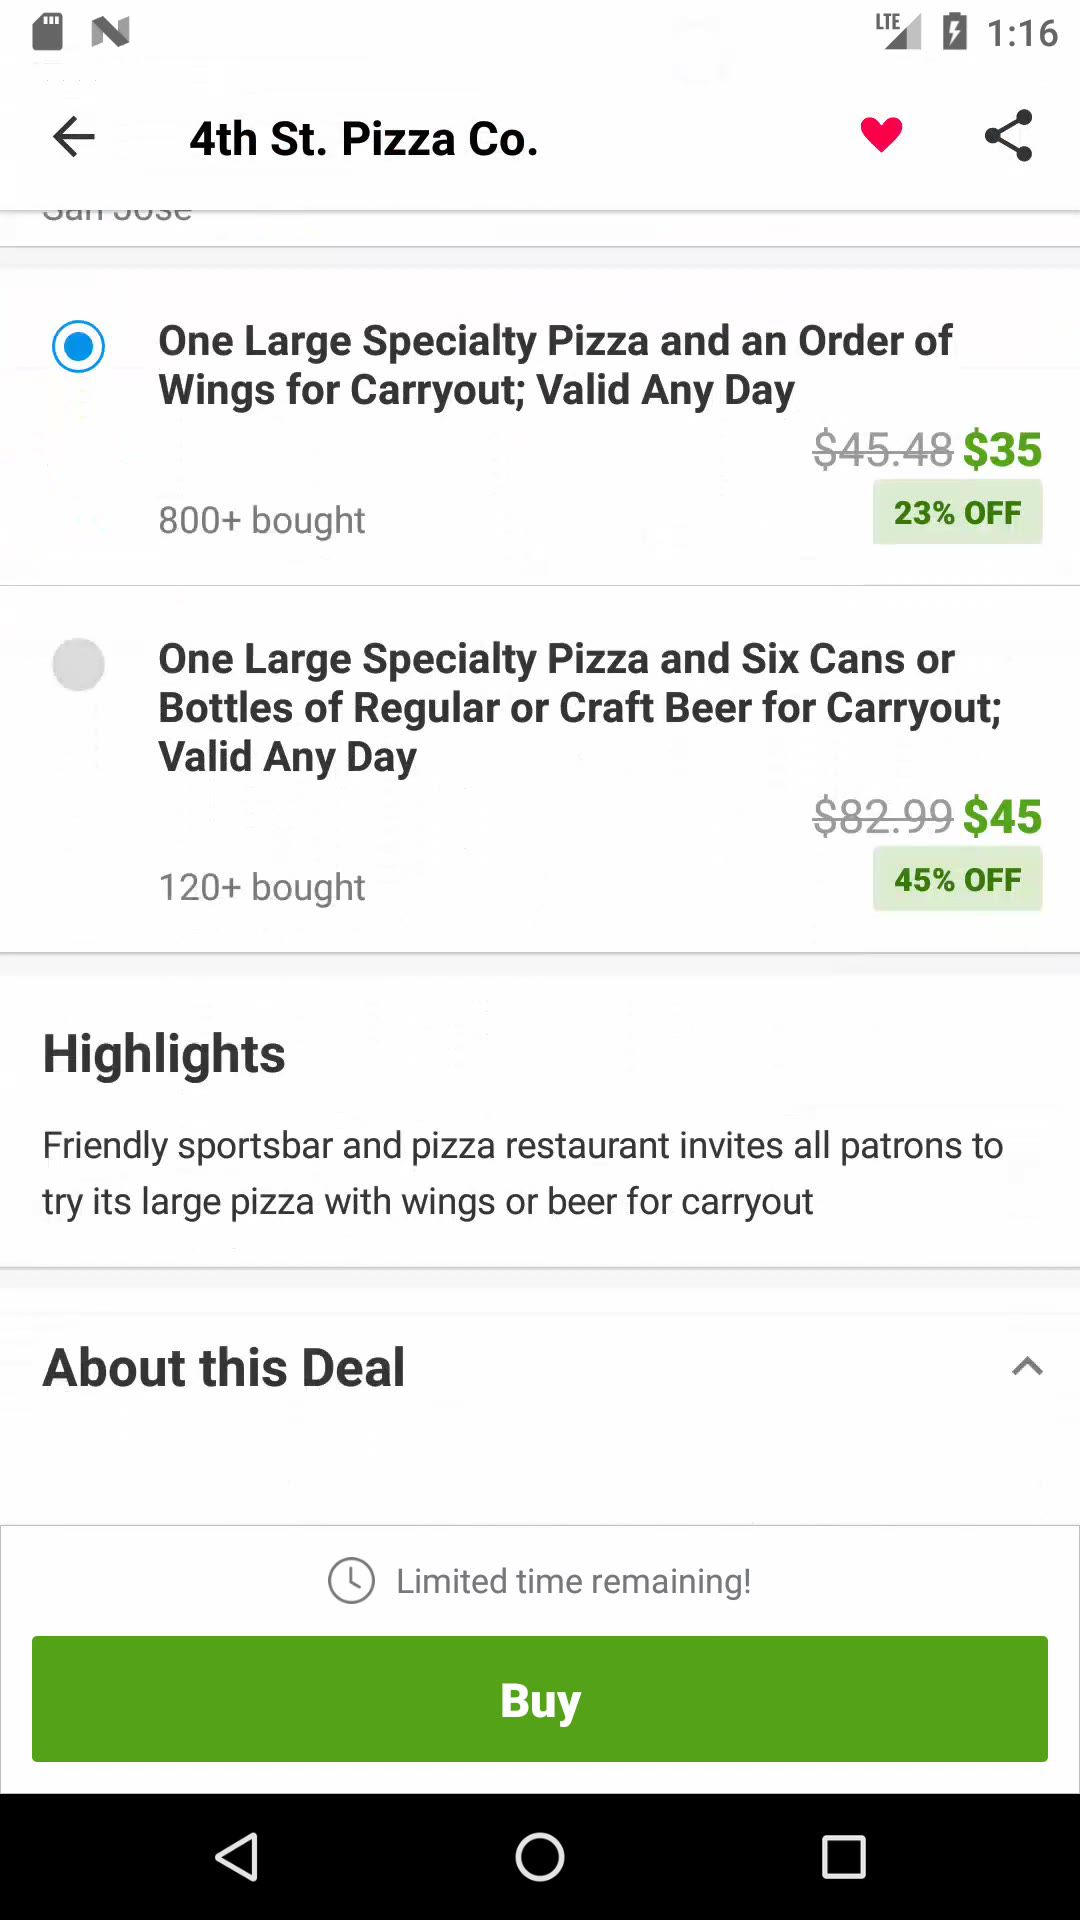 LTE 1:16
4th St. Pizza Co.
San Jose
One Large Specialty Pizza and an Order of
Wings for Carryout; Valid Any Day
$45.48 $35
800+ bought
23% OFF
One Large Specialty Pizza and Six Cans or
Bottles of Regular or Craft Beer for Carryout;
Valid Any Day
$82.99 $45
120+ bought
45% OFF
Highlights
Friendly sportsbar and pizza restaurant invites all patrons to
try its large pizza with wings or beer for carryout
About this Deal
Limited time remaining!
Buy